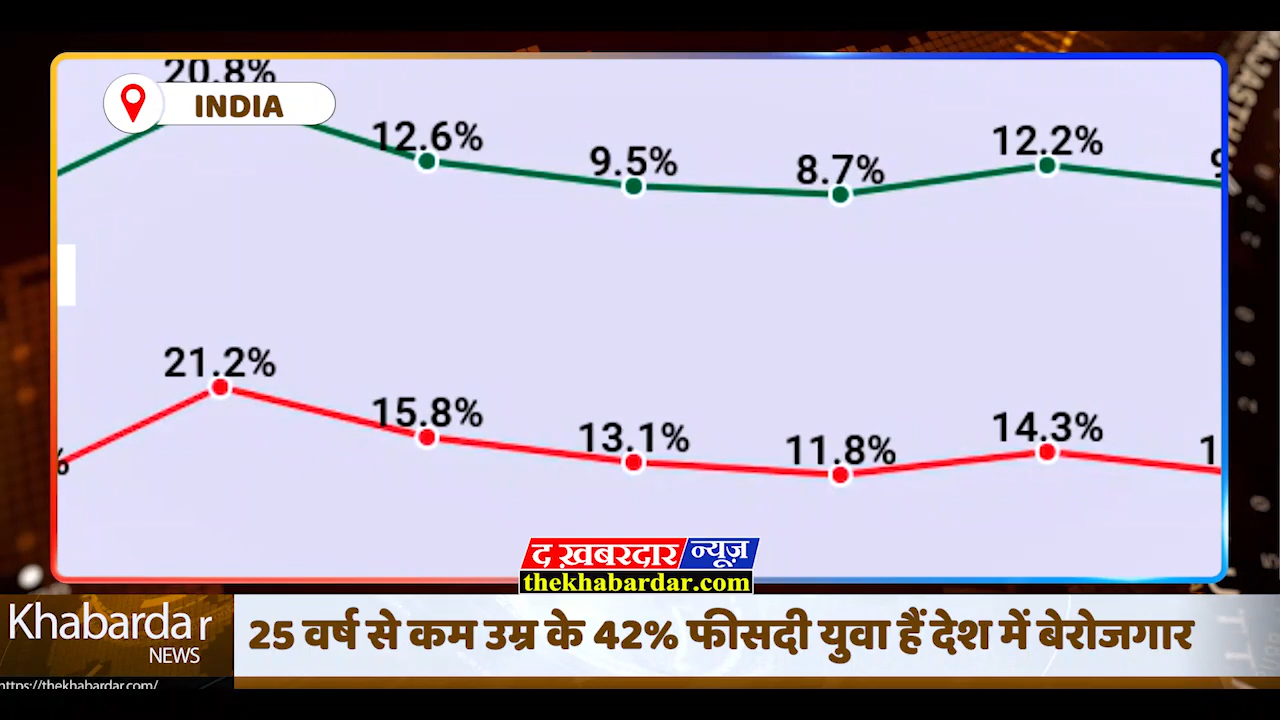 20.8%
INDIA
12.6%
9.5%
8.7%
12.2%
21.2%
15.8%
13.1%
11.8%
14.3%
द ख़बरदार न्यूज़
thekhabardar.com
Khabardar
NEWS
25 वर्ष से कम उम्र के 42% फीसदी युवा हैं देश में बेरोजगार
https://thekhabardar.com/